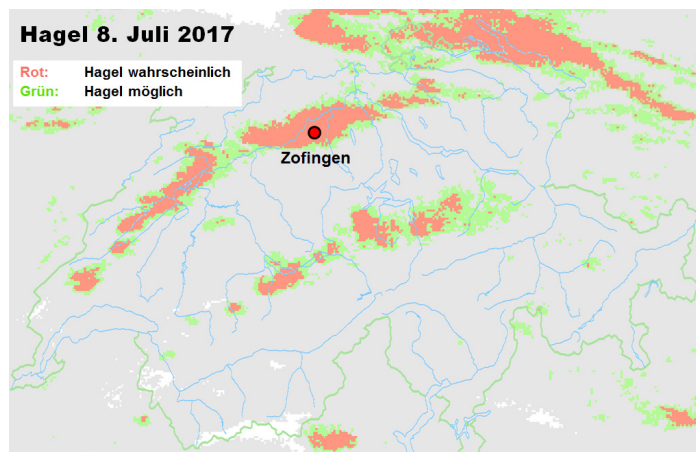 Hagel 8. Juli 2017
Rot: Hagel wahrscheinlich
Grün: Hagel möglich
Zofingen